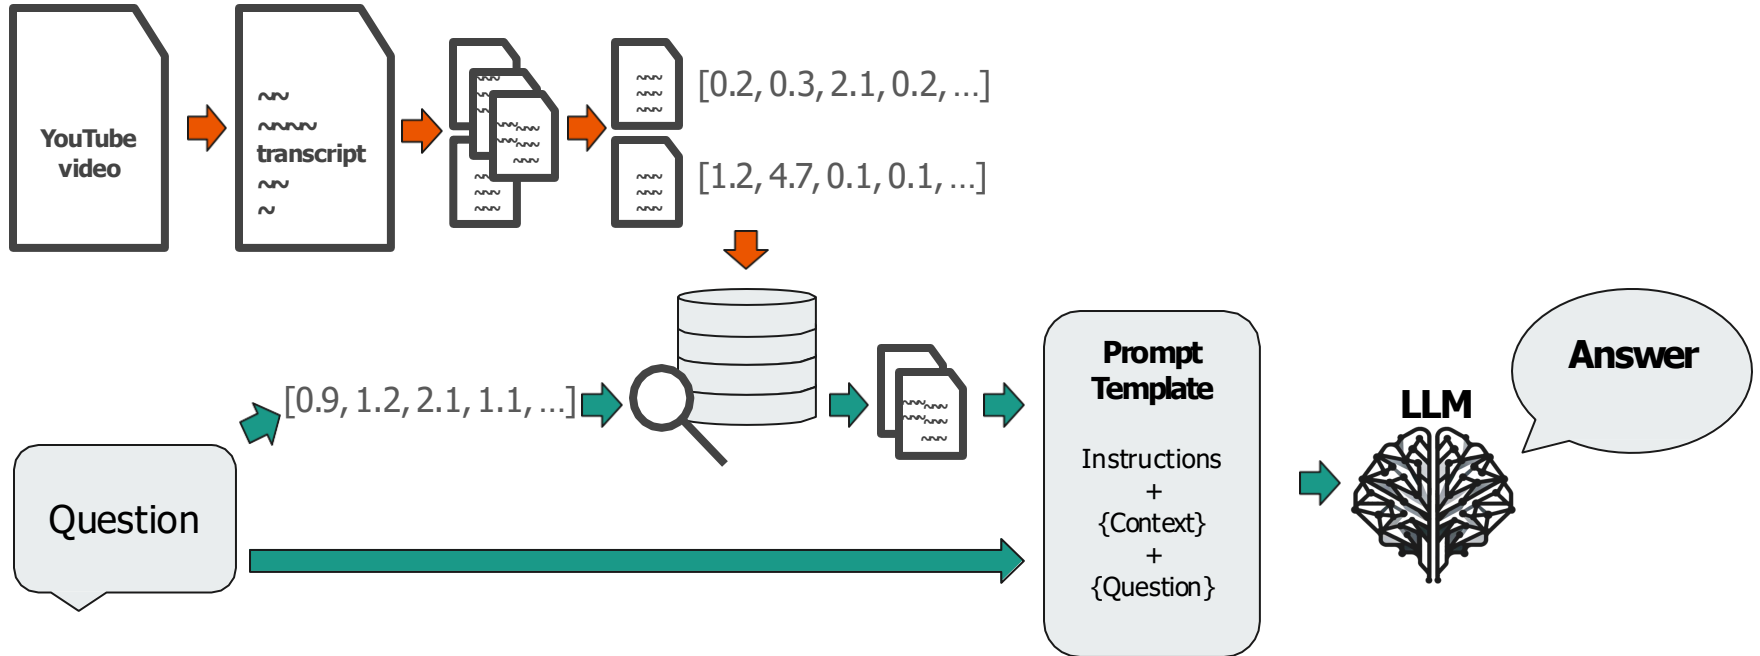 YouTube
video
transcript
[0.2, 0.3, 2.1, 0.2, ...]
[1.2, 4.7, 0.1, 0.1, ...]
[0.9, 1.2, 2.1, 1.1, ...]
Question
Prompt
Template
Instructions
+
{Context}
+
{Question}
LLM
Answer